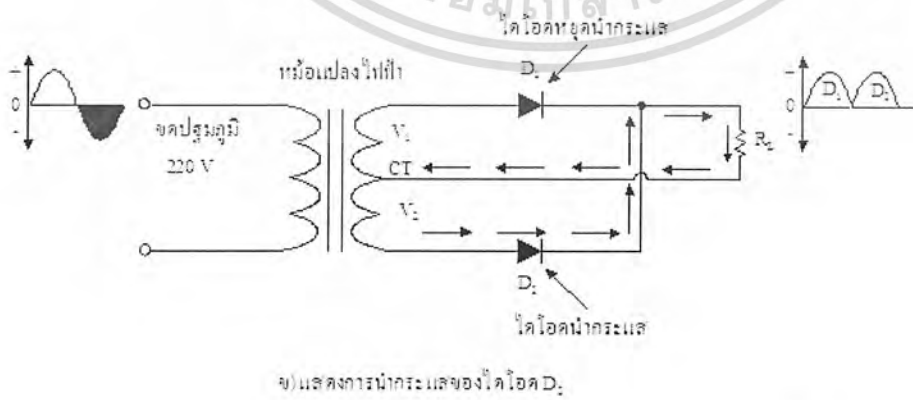 ไดโอดหยุดนำกระแส
D₁
หม้อแปลงไฟฟ้า
0
-
ขดปฐมภูมิ
220 V
V₁
CT
V₂
R_L
0
-
D₁ D₂
D₂
ไดโอดนำกระแส
ข)แสดงการนำกระแสของไดโอด D₂